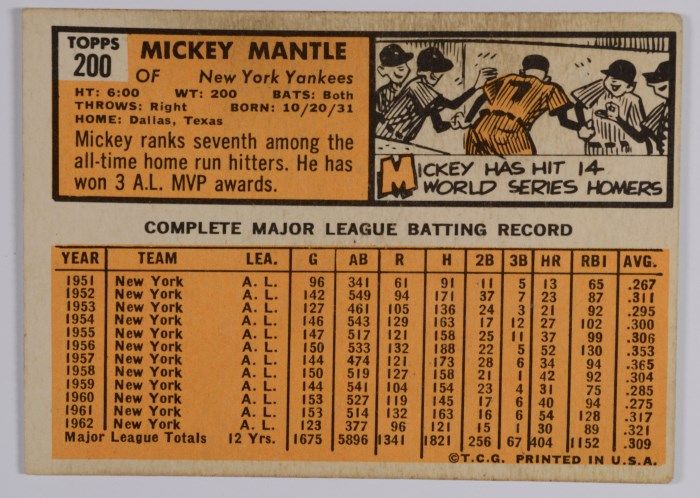 TOPPS
200
MICKEY MANTLE
OF New York Yankees
HT: 6:00 WT: 200 BATS: Both
THROWS: Right BORN: 10/20/31
HOME: Dallas, Texas
Mickey ranks seventh among the
all-time home run hitters. He has
won 3 A.L. MVP awards.
7
MICKEY HAS HIT 14
WORLD SERIES HOMERS
COMPLETE MAJOR LEAGUE BATTING RECORD
YEAR TEAM LEA. G AB R H 2B 3B HR RBI AVG.
1951 New York A. L. 96 341 61 91 11 5 13 65 .267
1952 New York A. L. 142 549 94 171 37 7 23 87 .311
1953 New York A. L. 127 461 105 136 24 3 21 92 .295
1954 New York A. L. 146 543 129 163 17 12 27 102 .300
1955 New York A. L. 147 517 121 158 25 11 37 99 .306
1956 New York A. L. 150 533 132 188 22 5 52 130 .353
1957 New York A. L. 144 474 121 173 28 6 34 94 .365
1958 New York A. L. 150 519 127 158 21 1 42 92 .304
1959 New York A. L. 144 541 104 154 23 4 31 75 .285
1960 New York A. L. 153 527 119 145 17 6 40 94 .275
1961 New York A. L. 153 514 132 163 16 6 54 128 .317
1962 New York A. L. 123 377 96 121 15 1 30 89 .321
Major League Totals 12 Yrs. 1675 5896 1341 1821 256 67 404 1152 .309
©T.C.G. PRINTED IN U.S.A.